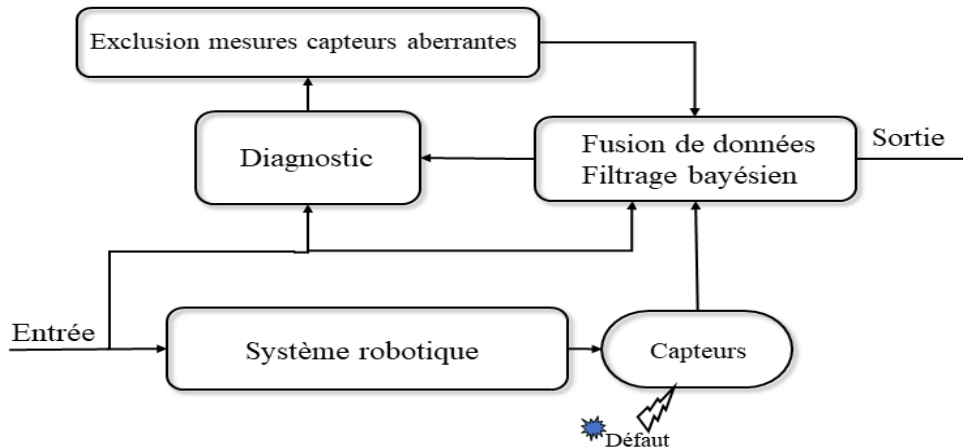 Exclusion mesures capteurs aberrantes
Diagnostic
Fusion de données
Filtrage bayésien
Sortie
Entrée
Système robotique
Capteurs
Défaut